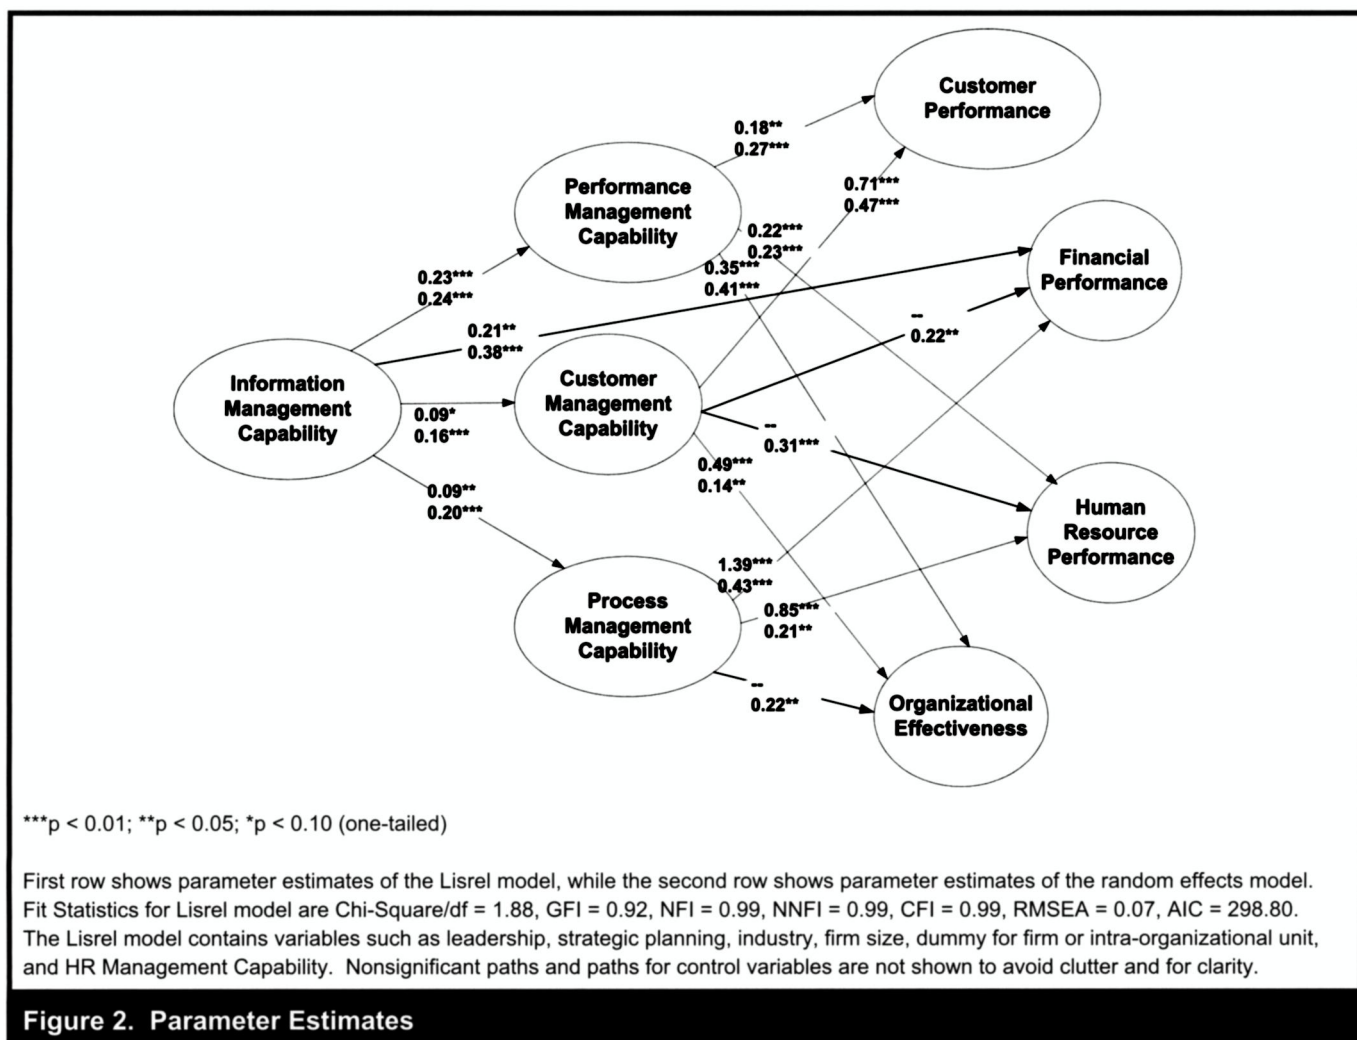 Customer
Performance
0.18**
0.27***
Performance
Management
Capability
0.71***
0.47***
0.22***
0.23***
0.35***
0.41***
Financial
Performance
0.23***
0.24***
0.21**
0.38***
--
0.22**
Information
Management
Capability
Customer
Management
Capability
0.09*
0.16***
--
0.31***
0.49***
0.14**
0.09**
0.20***
Human
Resource
Performance
1.39***
0.43***
Process
Management
Capability
0.85***
0.21**
--
0.22**
Organizational
Effectiveness
***p < 0.01; **p < 0.05; *p < 0.10 (one-tailed)
First row shows parameter estimates of the Lisrel model, while the second row shows parameter estimates of the random effects model.
Fit Statistics for Lisrel model are Chi-Square/df = 1.88, GFI = 0.92, NFI = 0.99, NNFI = 0.99, CFI = 0.99, RMSEA = 0.07, AIC = 298.80.
The Lisrel model contains variables such as leadership, strategic planning, industry, firm size, dummy for firm or intra-organizational unit,
and HR Management Capability. Nonsignificant paths and paths for control variables are not shown to avoid clutter and for clarity.
Figure 2. Parameter Estimates